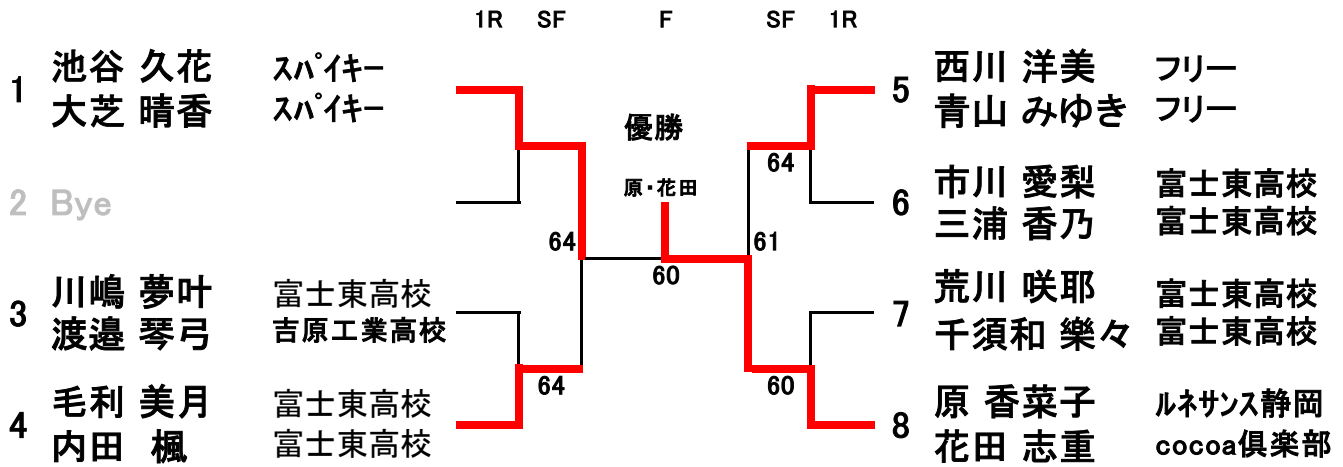 1R SF F SF 1R
1 池谷 久花 スパイキー
大芝 晴香 スパイキー
2 Bye
3 川嶋 夢叶 富士東高校
渡邉 琴弓 吉原工業高校
4 毛利 美月 富士東高校
内田 楓 富士東高校
64
64
優勝
原・花田
60
64
61
60
5 西川 洋美 フリー
青山 みゆき フリー
6 市川 愛梨 富士東高校
三浦 香乃 富士東高校
7 荒川 咲耶 富士東高校
千須和 樂々 富士東高校
8 原 香菜子 ルネサンス静岡
花田 志重 cocoa倶楽部